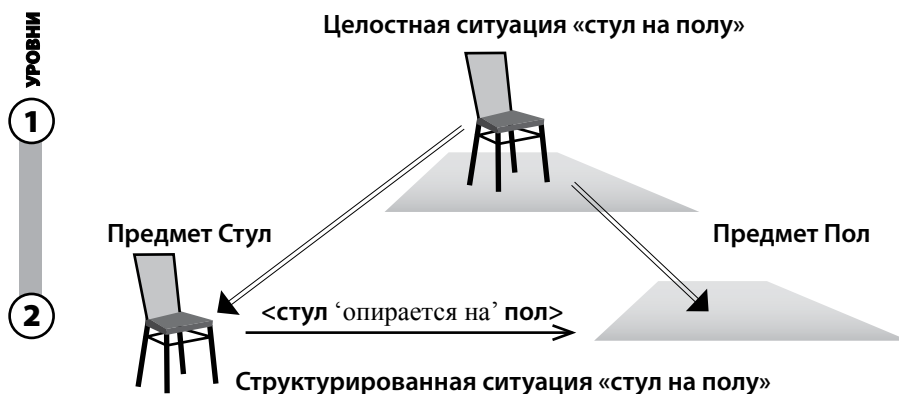 УРОВНИ
Целостная ситуация «стул на полу»
1
Предмет Стул
Предмет Пол
2
<стул ‘опирается на’ пол>
Структурированная ситуация «стул на полу»